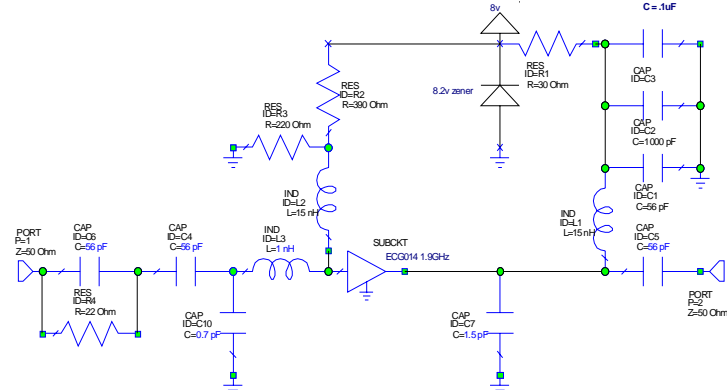 8v
C = .1uF
RES
ID=R1
R=30 Ohm
CAP
ID=C3
RES
ID=R2
R=390 Ohm
8.2v zener
CAP
ID=C2
C=1000 pF
RES
ID=R3
R=220 Ohm
CAP
ID=C1
C=56 pF
IND
ID=L2
L=15 nH
IND
ID=L1
L=15 nH
PORT
P=1
Z=50 Ohm
CAP
ID=C6
C=56 pF
CAP
ID=C4
C=56 pF
IND
ID=L3
L=1 nH
SUBCKT
ECG014 1.9GHz
CAP
ID=C5
C=56 pF
RES
ID=R4
R=22 Ohm
PORT
P=2
Z=50 Ohm
CAP
ID=C10
C=0.7 pF
CAP
ID=C7
C=1.5 pF